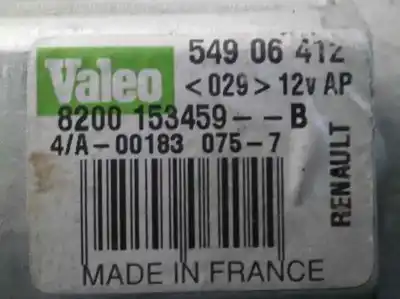 Valeo
549 06 412
<029> 12v AP
8200 153459--B
4/A-00183 075-7
RENAULT
MADE IN FRANCE